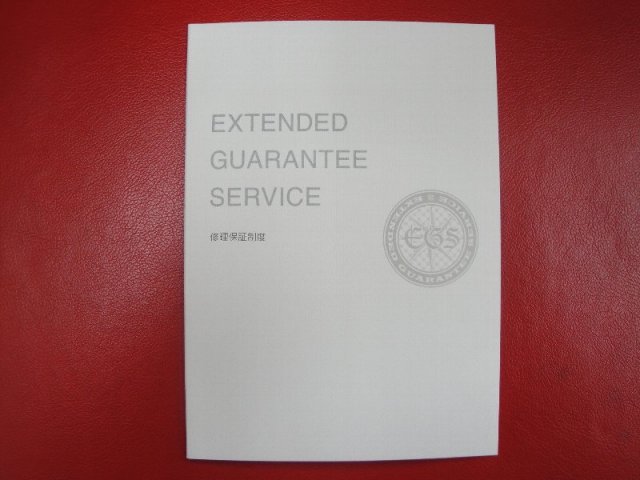 EXTENDED
GUARANTEE
SERVICE
修理保証制度
EGS